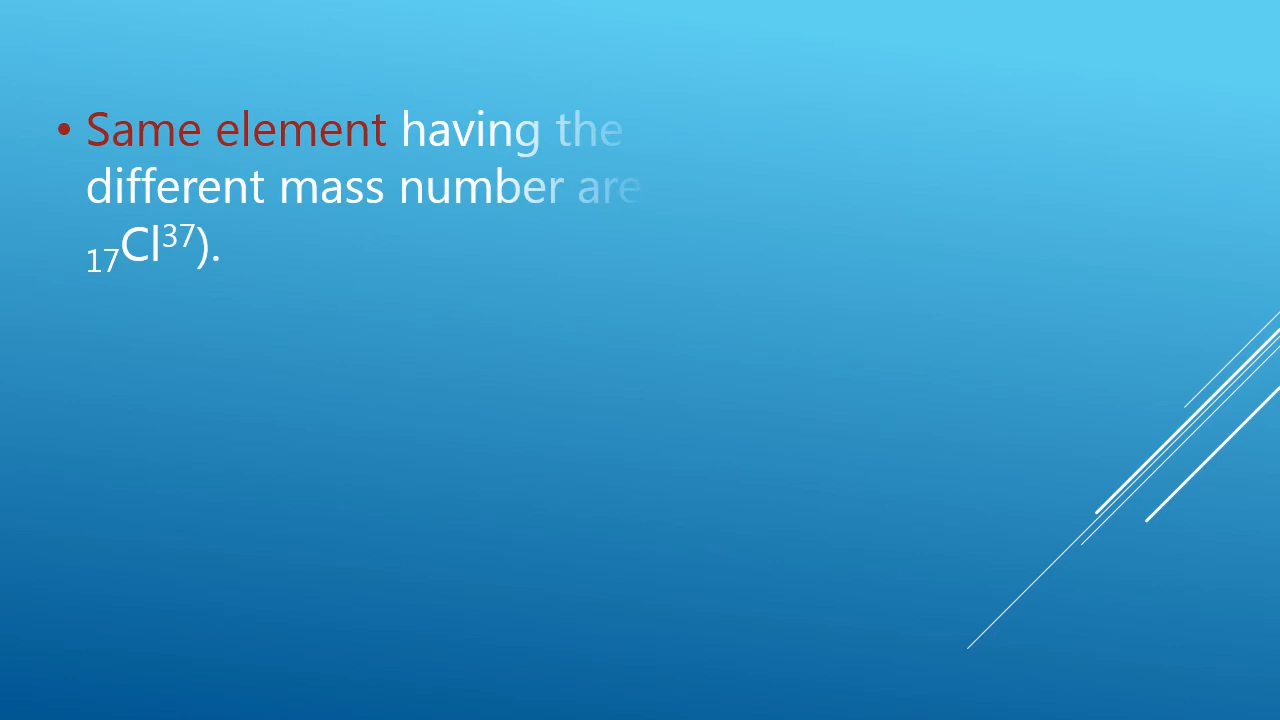 • Same element having the
different mass number are
₁₇Cl³⁷).